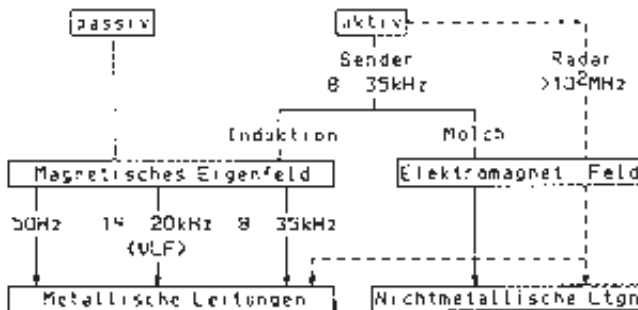 passiv aktiv
Sender Radar
8 35kHz >10²MHz
Induktion Molch
Magnetisches Eigenfeld Elektromagnet Feld
50Hz 14 20kHz 8 35kHz
(VLF)
Metallische Leitungen Nichtmetallische Ltgn